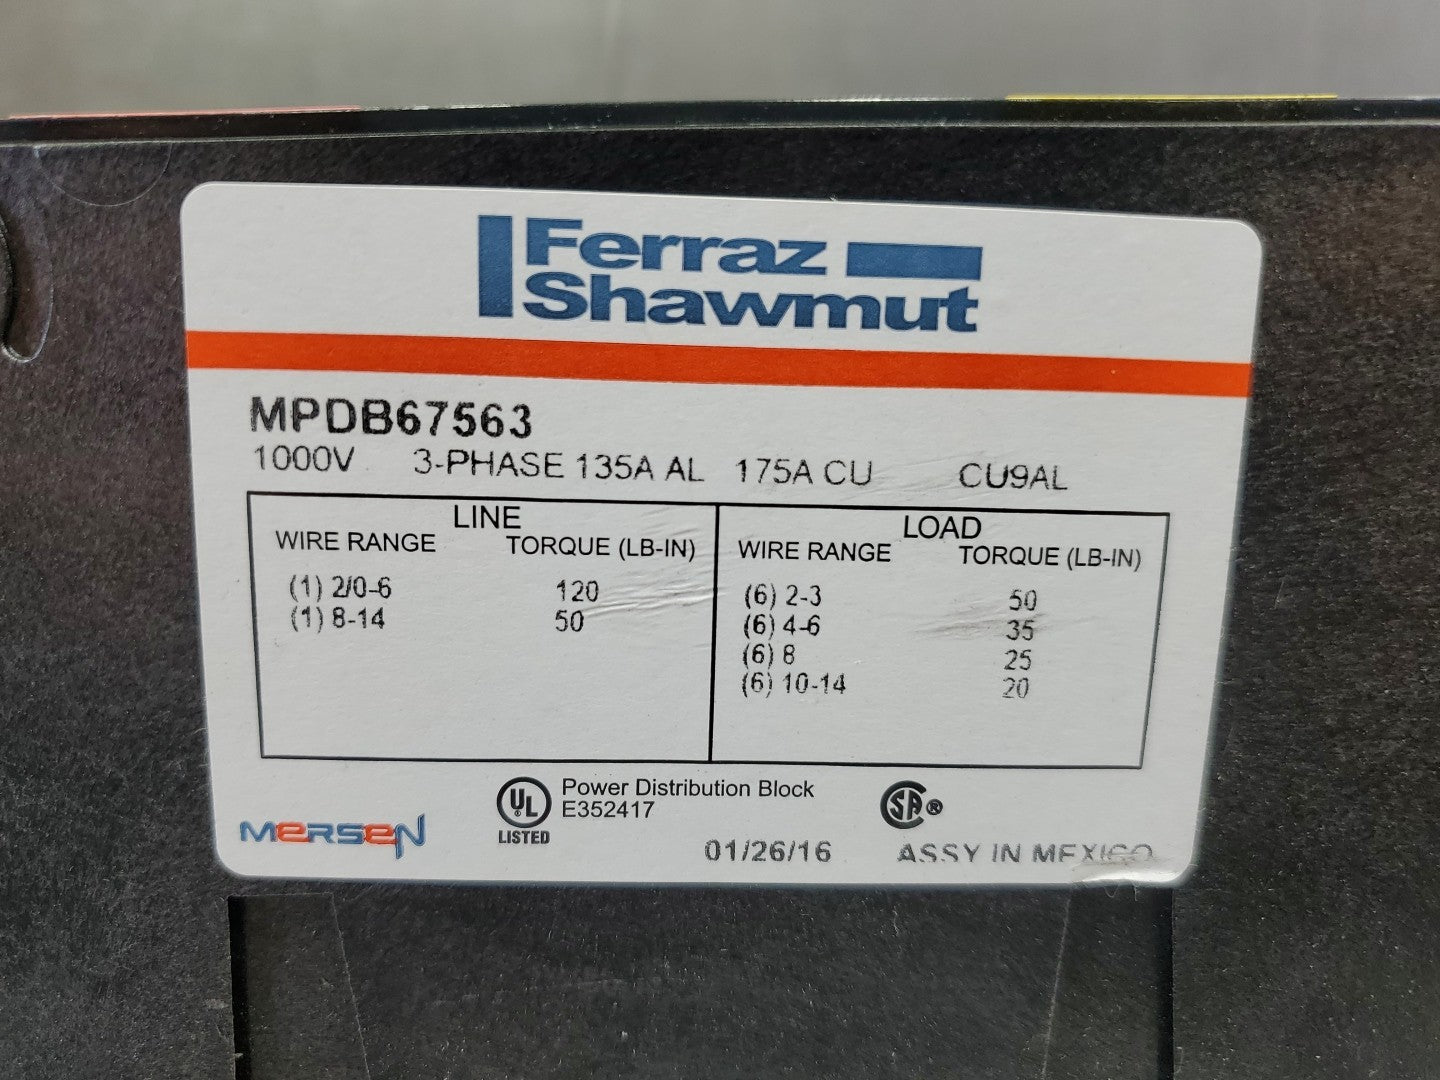 Ferraz
Shawmut
MPDB67563
1000V 3-PHASE 135A AL 175A CU CU9AL
LINE
WIRE RANGE TORQUE (LB-IN)
(1) 2/0-6 120
(1) 8-14 50
LOAD
WIRE RANGE TORQUE (LB-IN)
(6) 2-3 50
(6) 4-6 35
(6) 8 25
(6) 10-14 20
MERSEN
UL ®
LISTED
Power Distribution Block
E352417
SA ®
01/26/16 ASSY IN MEXICO